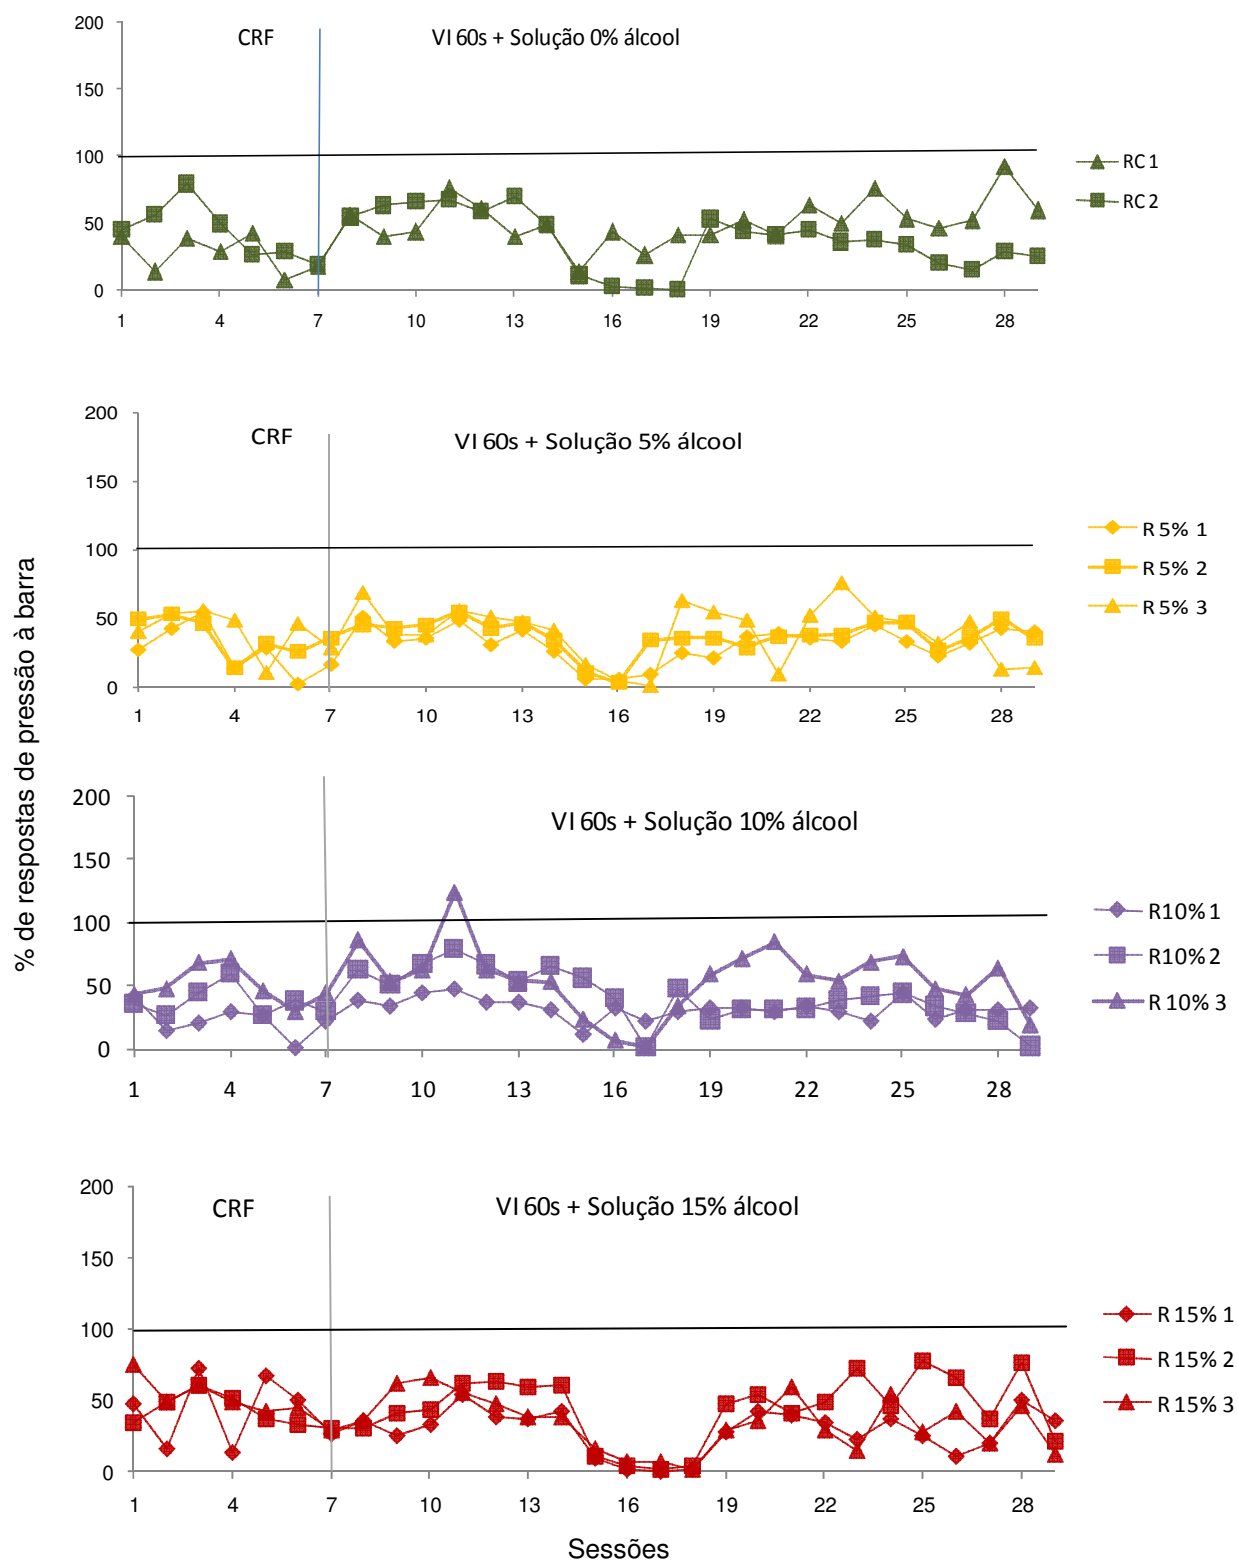 % de respostas de pressão à barra
CRF VI 60s + Solução 0% álcool
200
150
100
50
0
1 4 7 10 13 16 19 22 25 28
RC 1
RC 2
CRF VI 60s + Solução 5% álcool
200
150
100
50
0
1 4 7 10 13 16 19 22 25 28
R 5% 1
R 5% 2
R 5% 3
VI 60s + Solução 10% álcool
200
150
100
50
0
1 4 7 10 13 16 19 22 25 28
R10% 1
R10% 2
R 10% 3
CRF VI 60s + Solução 15% álcool
200
150
100
50
0
1 4 7 10 13 16 19 22 25 28
R 15% 1
R 15% 2
R 15% 3
Sessões